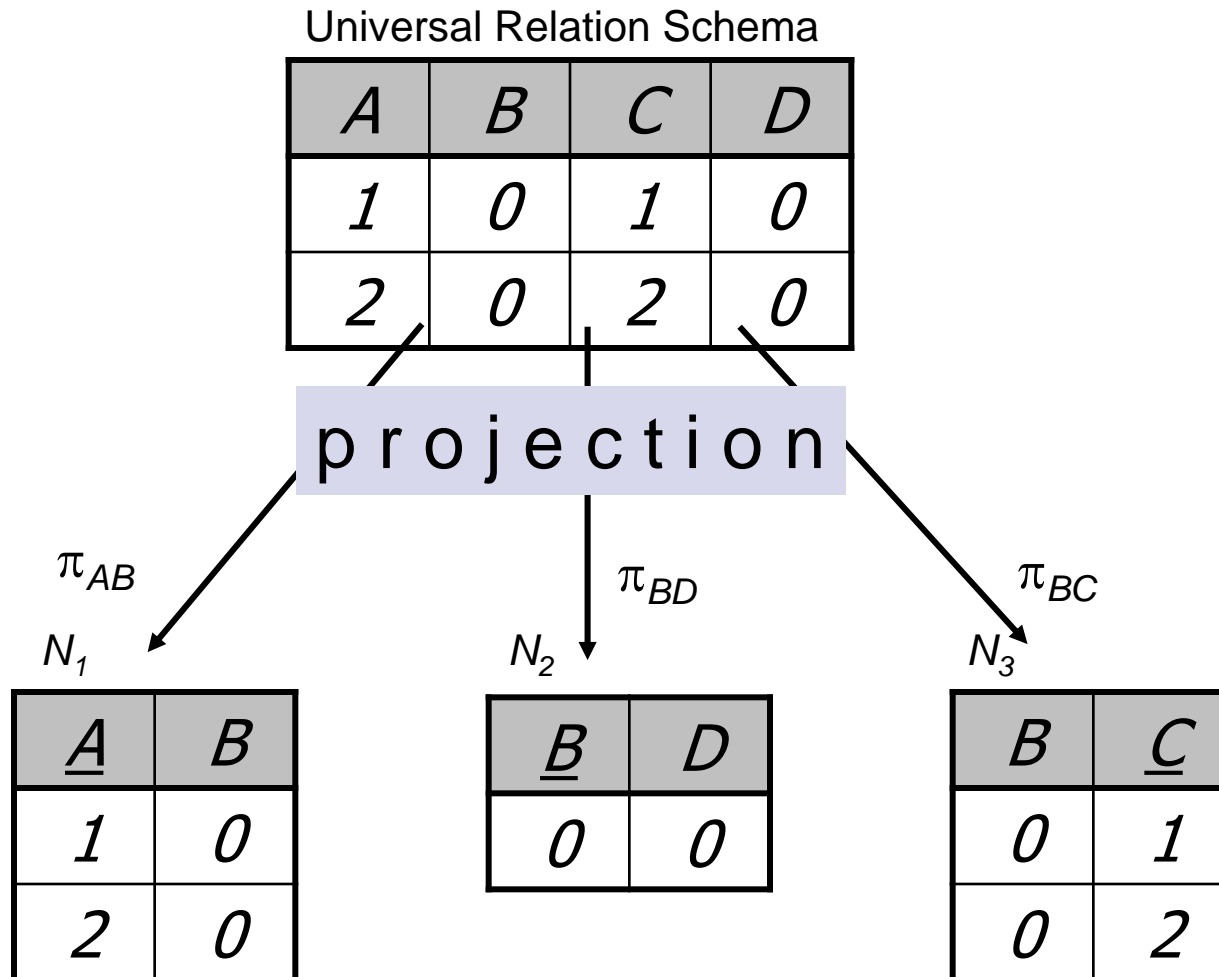 Universal Relation Schema
A B C D
1 0 1 0
2 0 2 0
projection
πAB πBD πBC
N1 N2 N3
A B B D B C
1 0 0 0 0 1
2 0 0 2